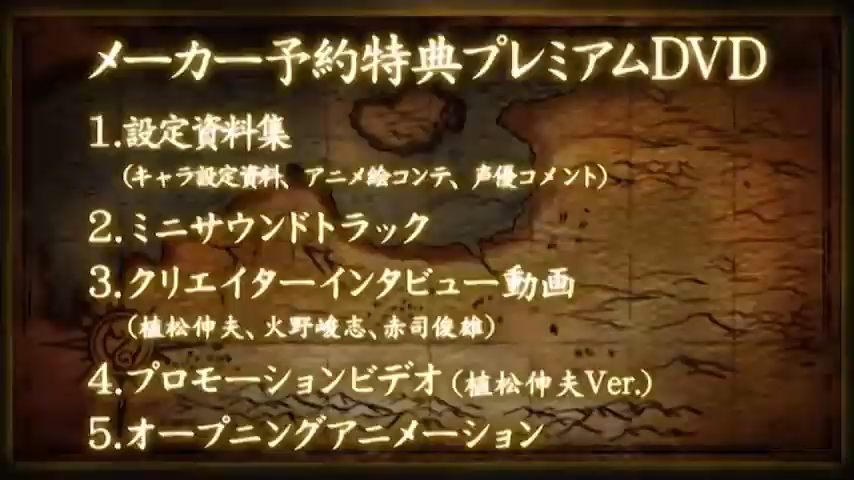 メーカー予約特典プレミアムDVD
1.設定資料集
(キャラ設定資料、アニメ絵コンテ、声優コメント)
2.ミニサウンドトラック
3.クリエイターインタビュー動画
(植松伸夫、火野峻志、赤司俊雄)
4.プロモーションビデオ(植松伸夫Ver.)
5.オープニングアニメーション